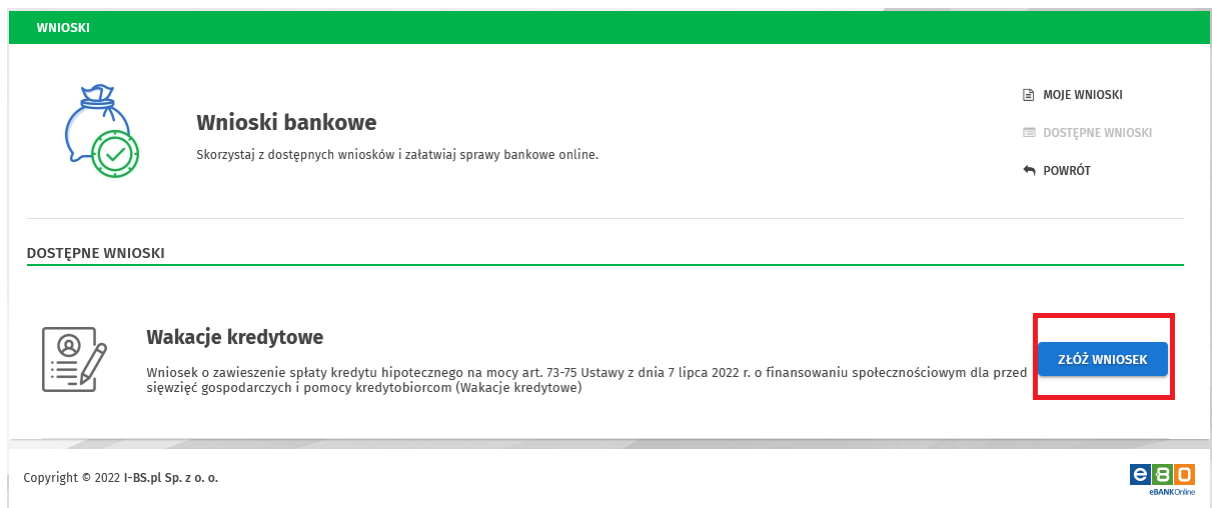 WNIOSKI
Wnioski bankowe
Skorzystaj z dostępnych wniosków i załatwiaj sprawy bankowe online.
MOJE WNIOSKI
DOSTĘPNE WNIOSKI
POWRÓT
DOSTĘPNE WNIOSKI
Wakacje kredytowe
Wniosek o zawieszenie spłaty kredytu hipotecznego na mocy art. 73-75 Ustawy z dnia 7 lipca 2022 r. o finansowaniu społecznościowym dla przed
sięwzięć gospodarczych i pomocy kredytobiorcom (Wakacje kredytowe)
ZŁÓŻ WNIOSEK
Copyright © 2022 I-BS.pl Sp. z o. o.
eBO
eBANKOnline